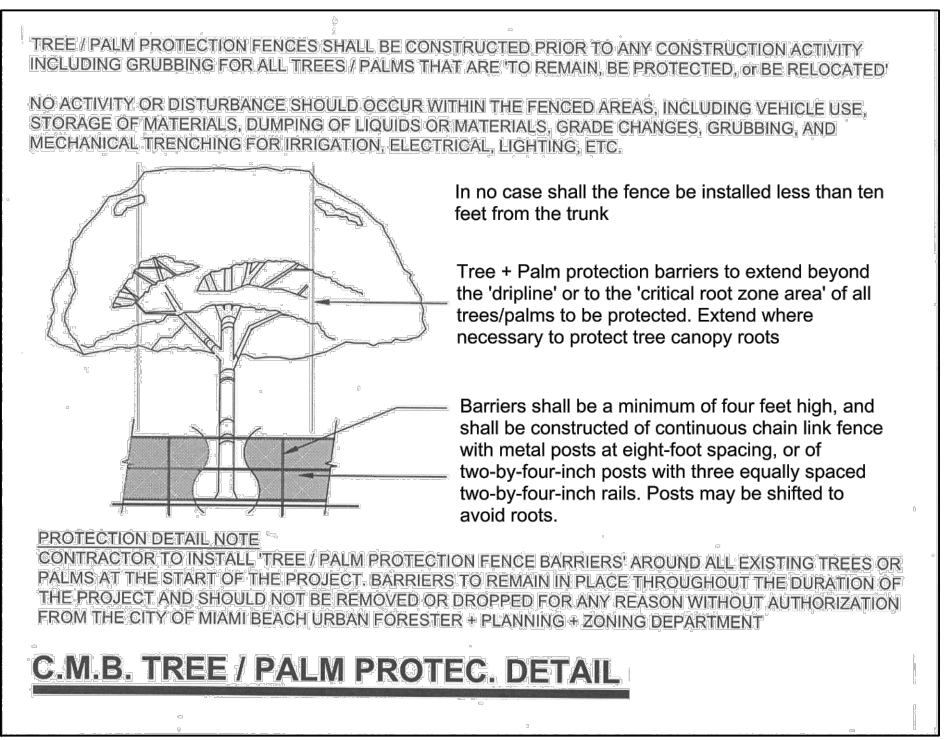 TREE / PALM PROTECTION FENCES SHALL BE CONSTRUCTED PRIOR TO ANY CONSTRUCTION ACTIVITY
INCLUDING GRUBBING FOR ALL TREES / PALMS THAT ARE 'TO REMAIN, BE PROTECTED, or BE RELOCATED'
NO ACTIVITY OR DISTURBANCE SHOULD OCCUR WITHIN THE FENCED AREAS, INCLUDING VEHICLE USE,
STORAGE OF MATERIALS, DUMPING OF LIQUIDS OR MATERIALS, GRADE CHANGES, GRUBBING, AND
MECHANICAL TRENCHING FOR IRRIGATION, ELECTRICAL, LIGHTING, ETC.
In no case shall the fence be installed less than ten
feet from the trunk
Tree + Palm protection barriers to extend beyond
the 'dripline' or to the 'critical root zone area' of all
trees/palms to be protected. Extend where
necessary to protect tree canopy roots
Barriers shall be a minimum of four feet high, and
shall be constructed of continuous chain link fence
with metal posts at eight-foot spacing, or of
two-by-four-inch posts with three equally spaced
two-by-four-inch rails. Posts may be shifted to
avoid roots.
PROTECTION DETAIL NOTE
CONTRACTOR TO INSTALL 'TREE / PALM PROTECTION FENCE BARRIERS' AROUND ALL EXISTING TREES OR
PALMS AT THE START OF THE PROJECT. BARRIERS TO REMAIN IN PLACE THROUGHOUT THE DURATION OF
THE PROJECT AND SHOULD NOT BE REMOVED OR DROPPED FOR ANY REASON WITHOUT AUTHORIZATION
FROM THE CITY OF MIAMI BEACH URBAN FORESTER + PLANNING + ZONING DEPARTMENT
C.M.B. TREE / PALM PROTEC. DETAIL